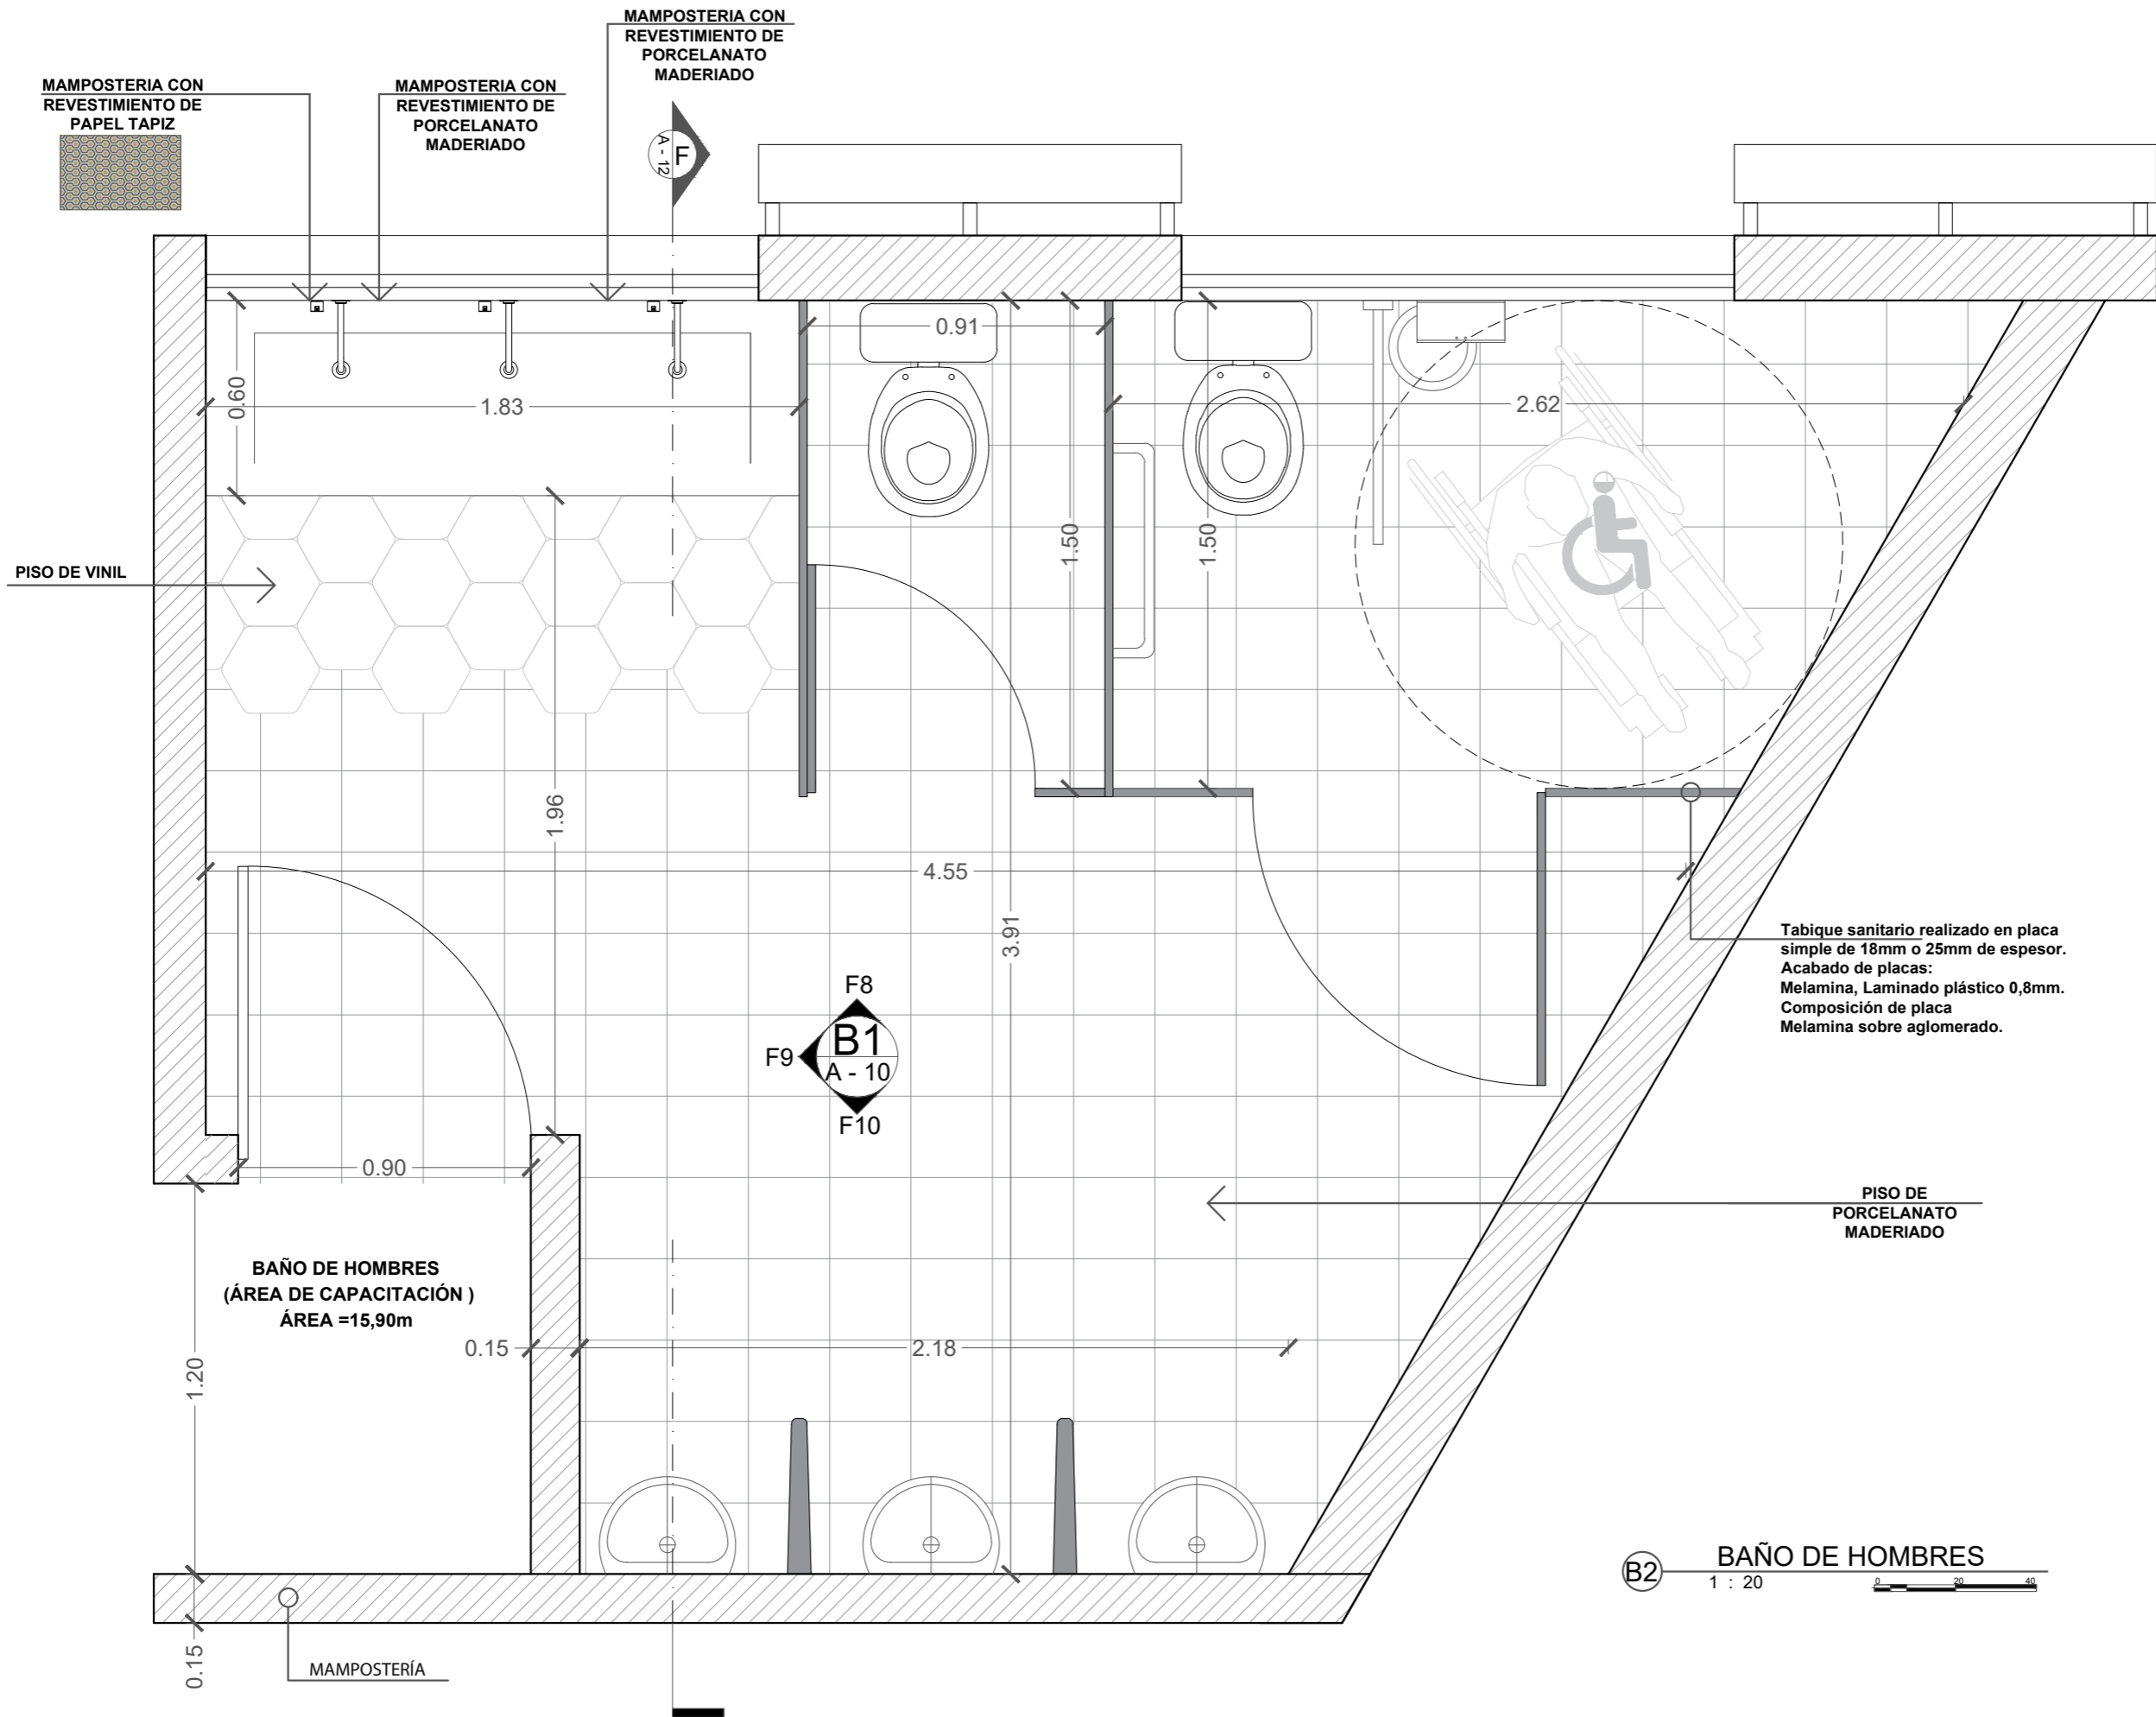 MAMPOSTERIA CON
REVESTIMIENTO DE
PORCELANATO
MADERIADO
MAMPOSTERIA CON
REVESTIMIENTO DE
PAPEL TAPIZ
MAMPOSTERIA CON
REVESTIMIENTO DE
PORCELANATO
MADERIADO
A - 12
F
0.91
0.60
1.83
2.62
1.50
1.50
PISO DE VINIL
1.96
4.55
3.91
Tabique sanitario realizado en placa
simple de 18mm o 25mm de espesor.
Acabado de placas:
Melamina, Laminado plástico 0,8mm.
Composición de placa
Melamina sobre aglomerado.
F8
F9
B1
A - 10
F10
0.90
PISO DE
PORCELANATO
MADERIADO
BAÑO DE HOMBRES
(ÁREA DE CAPACITACIÓN )
ÁREA =15,90m
1.20
0.15
2.18
B2
BAÑO DE HOMBRES
1 : 20
0 20 40
0.15
MAMPOSTERÍA